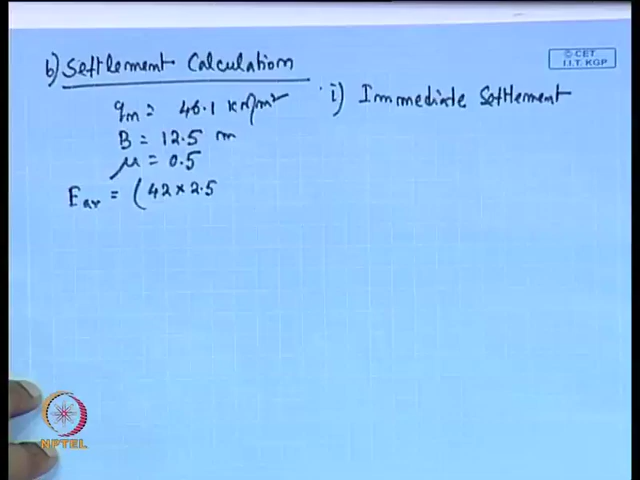 © CET
I.I.T. KGP
b) Settlement Calculation
qm = 46.1 kN/m²
B = 12.5 m
μ = 0.5
Eav = (42 × 2.5
i) Immediate Settlement
NPTEL